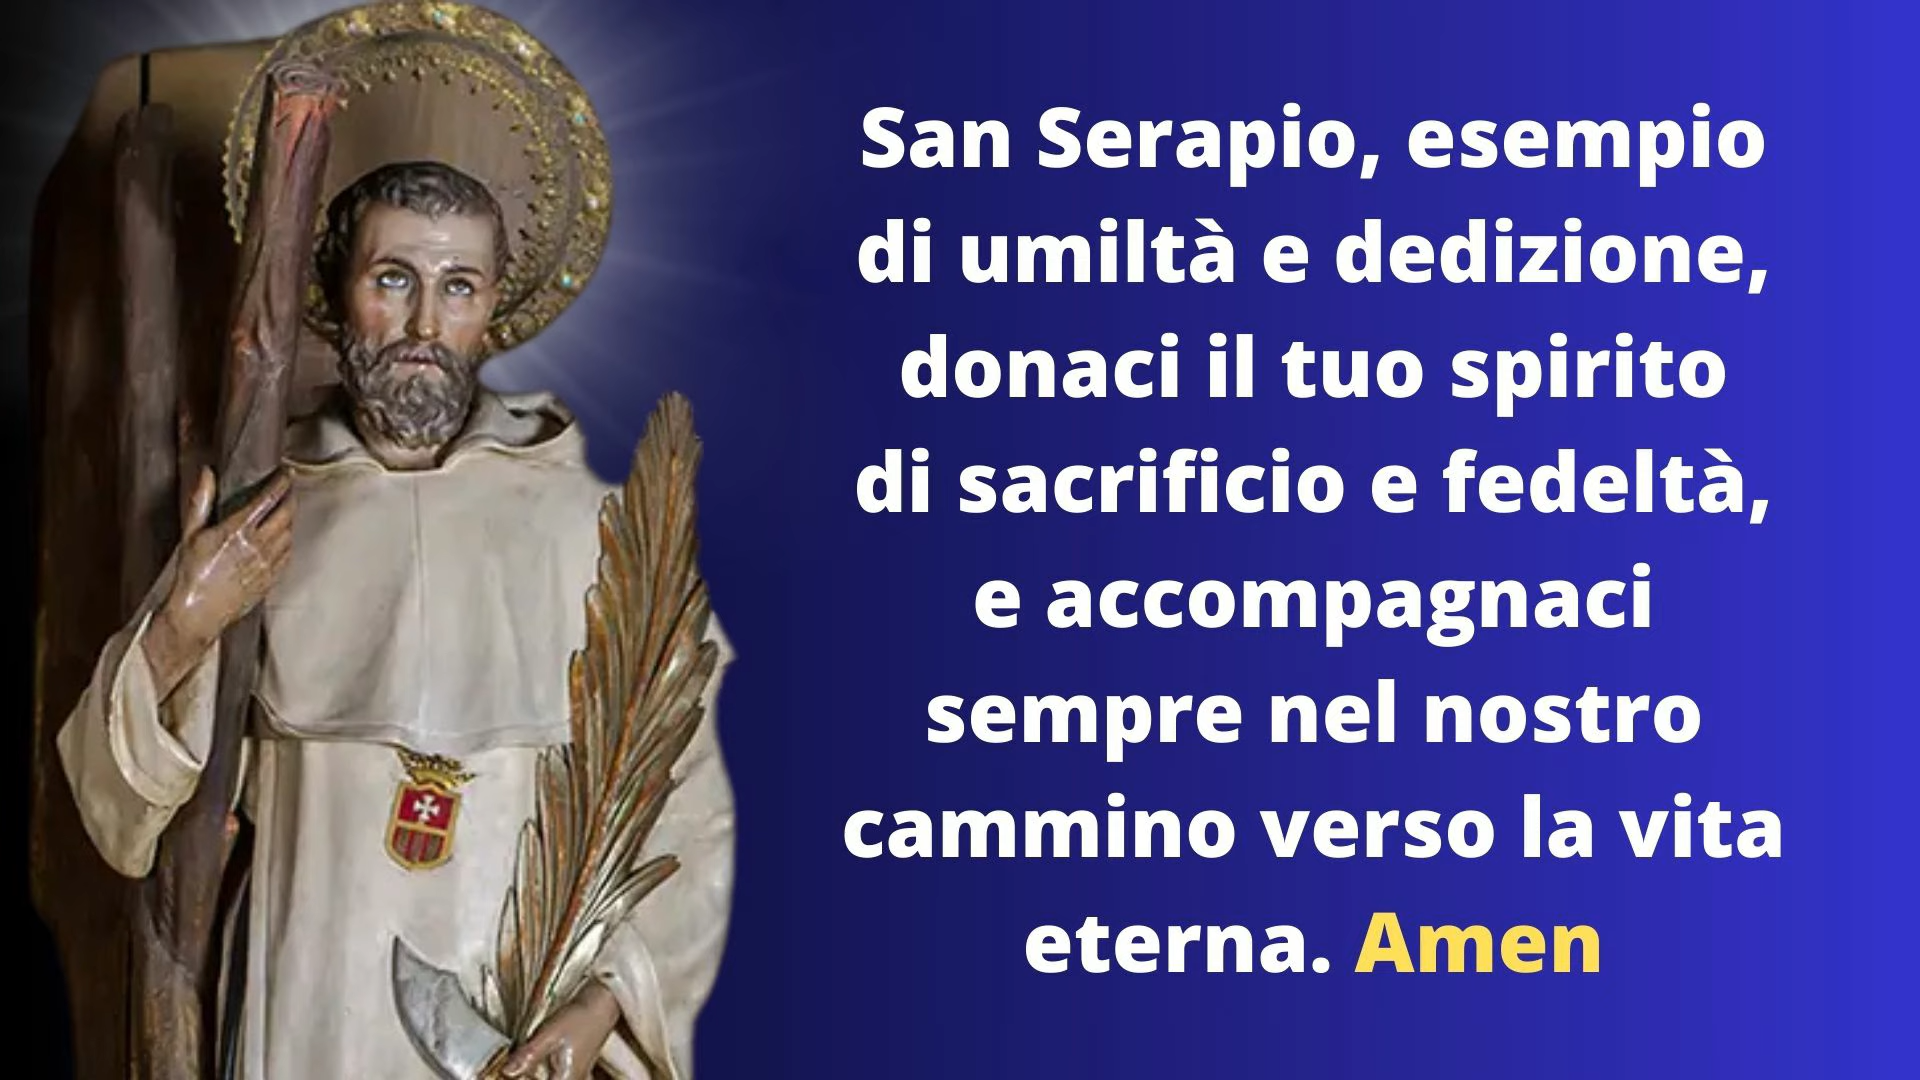 San Serapio, esempio
di umiltà e dedizione,
donaci il tuo spirito
di sacrificio e fedeltà,
e accompagnaci
sempre nel nostro
cammino verso la vita
eterna. Amen